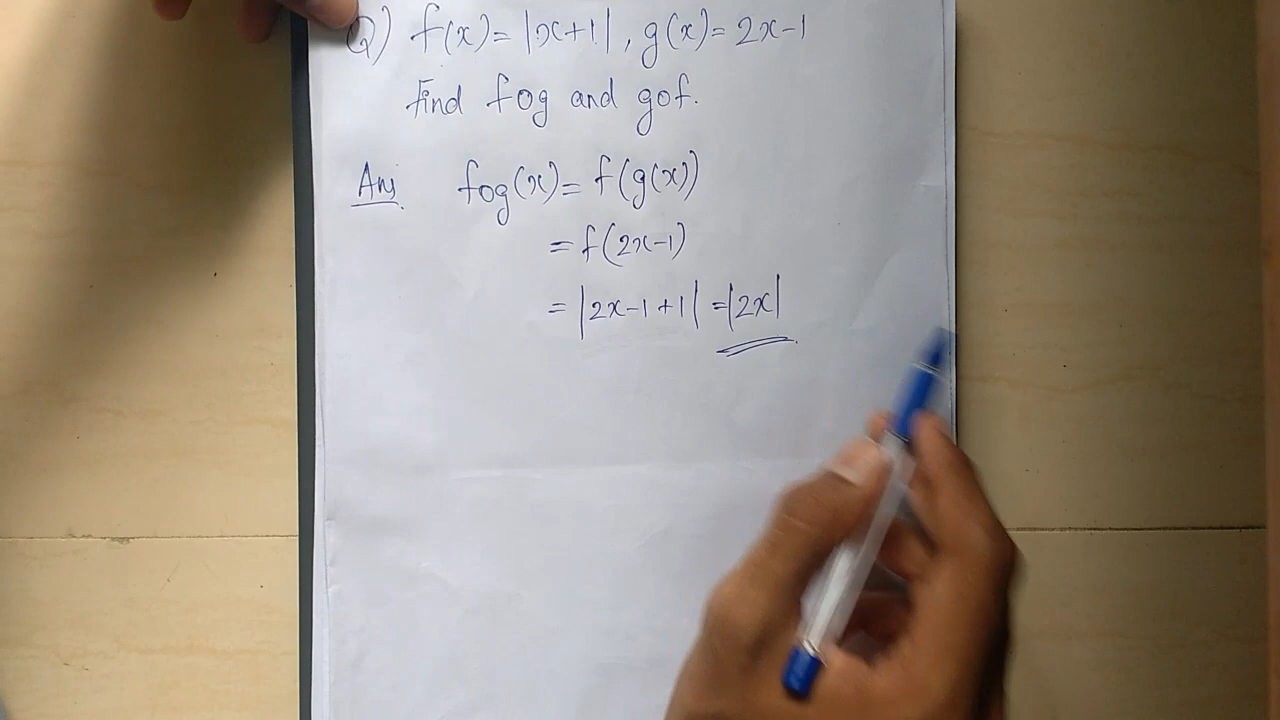 Q) f(x)= |x+1|, g(x)= 2x-1
Find fog and gof.
Ans fog(x)= f(g(x))
= f(2x-1)
= |2x-1+1| =|2x|